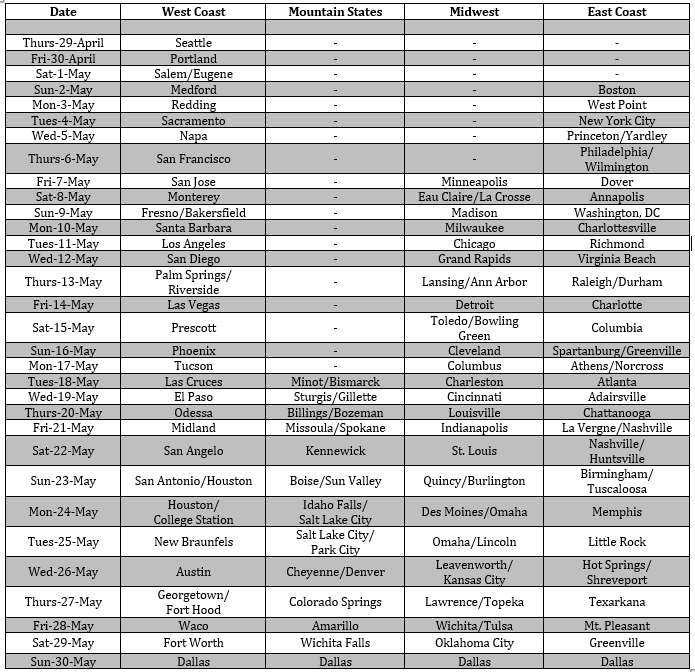 Date West Coast Mountain States Midwest East Coast
Thurs-29-April Seattle - - -
Fri-30-April Portland - - -
Sat-1-May Salem/Eugene - - -
Sun-2-May Medford - - Boston
Mon-3-May Redding - - West Point
Tues-4-May Sacramento - - New York City
Wed-5-May Napa - - Princeton/Yardley
Thurs-6-May San Francisco - - Philadelphia/
Wilmington
Fri-7-May San Jose - Minneapolis Dover
Sat-8-May Monterey - Eau Claire/La Crosse Annapolis
Sun-9-May Fresno/Bakersfield - Madison Washington, DC
Mon-10-May Santa Barbara - Milwaukee Charlottesville
Tues-11-May Los Angeles - Chicago Richmond
Wed-12-May San Diego - Grand Rapids Virginia Beach
Thurs-13-May Palm Springs/
Riverside - Lansing/Ann Arbor Raleigh/Durham
Fri-14-May Las Vegas - Detroit Charlotte
Sat-15-May Prescott - Toledo/Bowling
Green Columbia
Sun-16-May Phoenix - Cleveland Spartanburg/Greenville
Mon-17-May Tucson - Columbus Athens/Norcross
Tues-18-May Las Cruces Minot/Bismarck Charleston Atlanta
Wed-19-May El Paso Sturgis/Gillette Cincinnati Adairsville
Thurs-20-May Odessa Billings/Bozeman Louisville Chattanooga
Fri-21-May Midland Missoula/Spokane Indianapolis La Vergne/Nashville
Sat-22-May San Angelo Kennewick St. Louis Nashville/
Huntsville
Sun-23-May San Antonio/Houston Boise/Sun Valley Quincy/Burlington Birmingham/
Tuscaloosa
Mon-24-May Houston/
College Station Idaho Falls/
Salt Lake City Des Moines/Omaha Memphis
Tues-25-May New Braunfels Salt Lake City/
Park City Omaha/Lincoln Little Rock
Wed-26-May Austin Cheyenne/Denver Leavenworth/
Kansas City Hot Springs/
Shreveport
Thurs-27-May Georgetown/
Fort Hood Colorado Springs Lawrence/Topeka Texarkana
Fri-28-May Waco Amarillo Wichita/Tulsa Mt. Pleasant
Sat-29-May Fort Worth Wichita Falls Oklahoma City Greenville
Sun-30-May Dallas Dallas Dallas Dallas